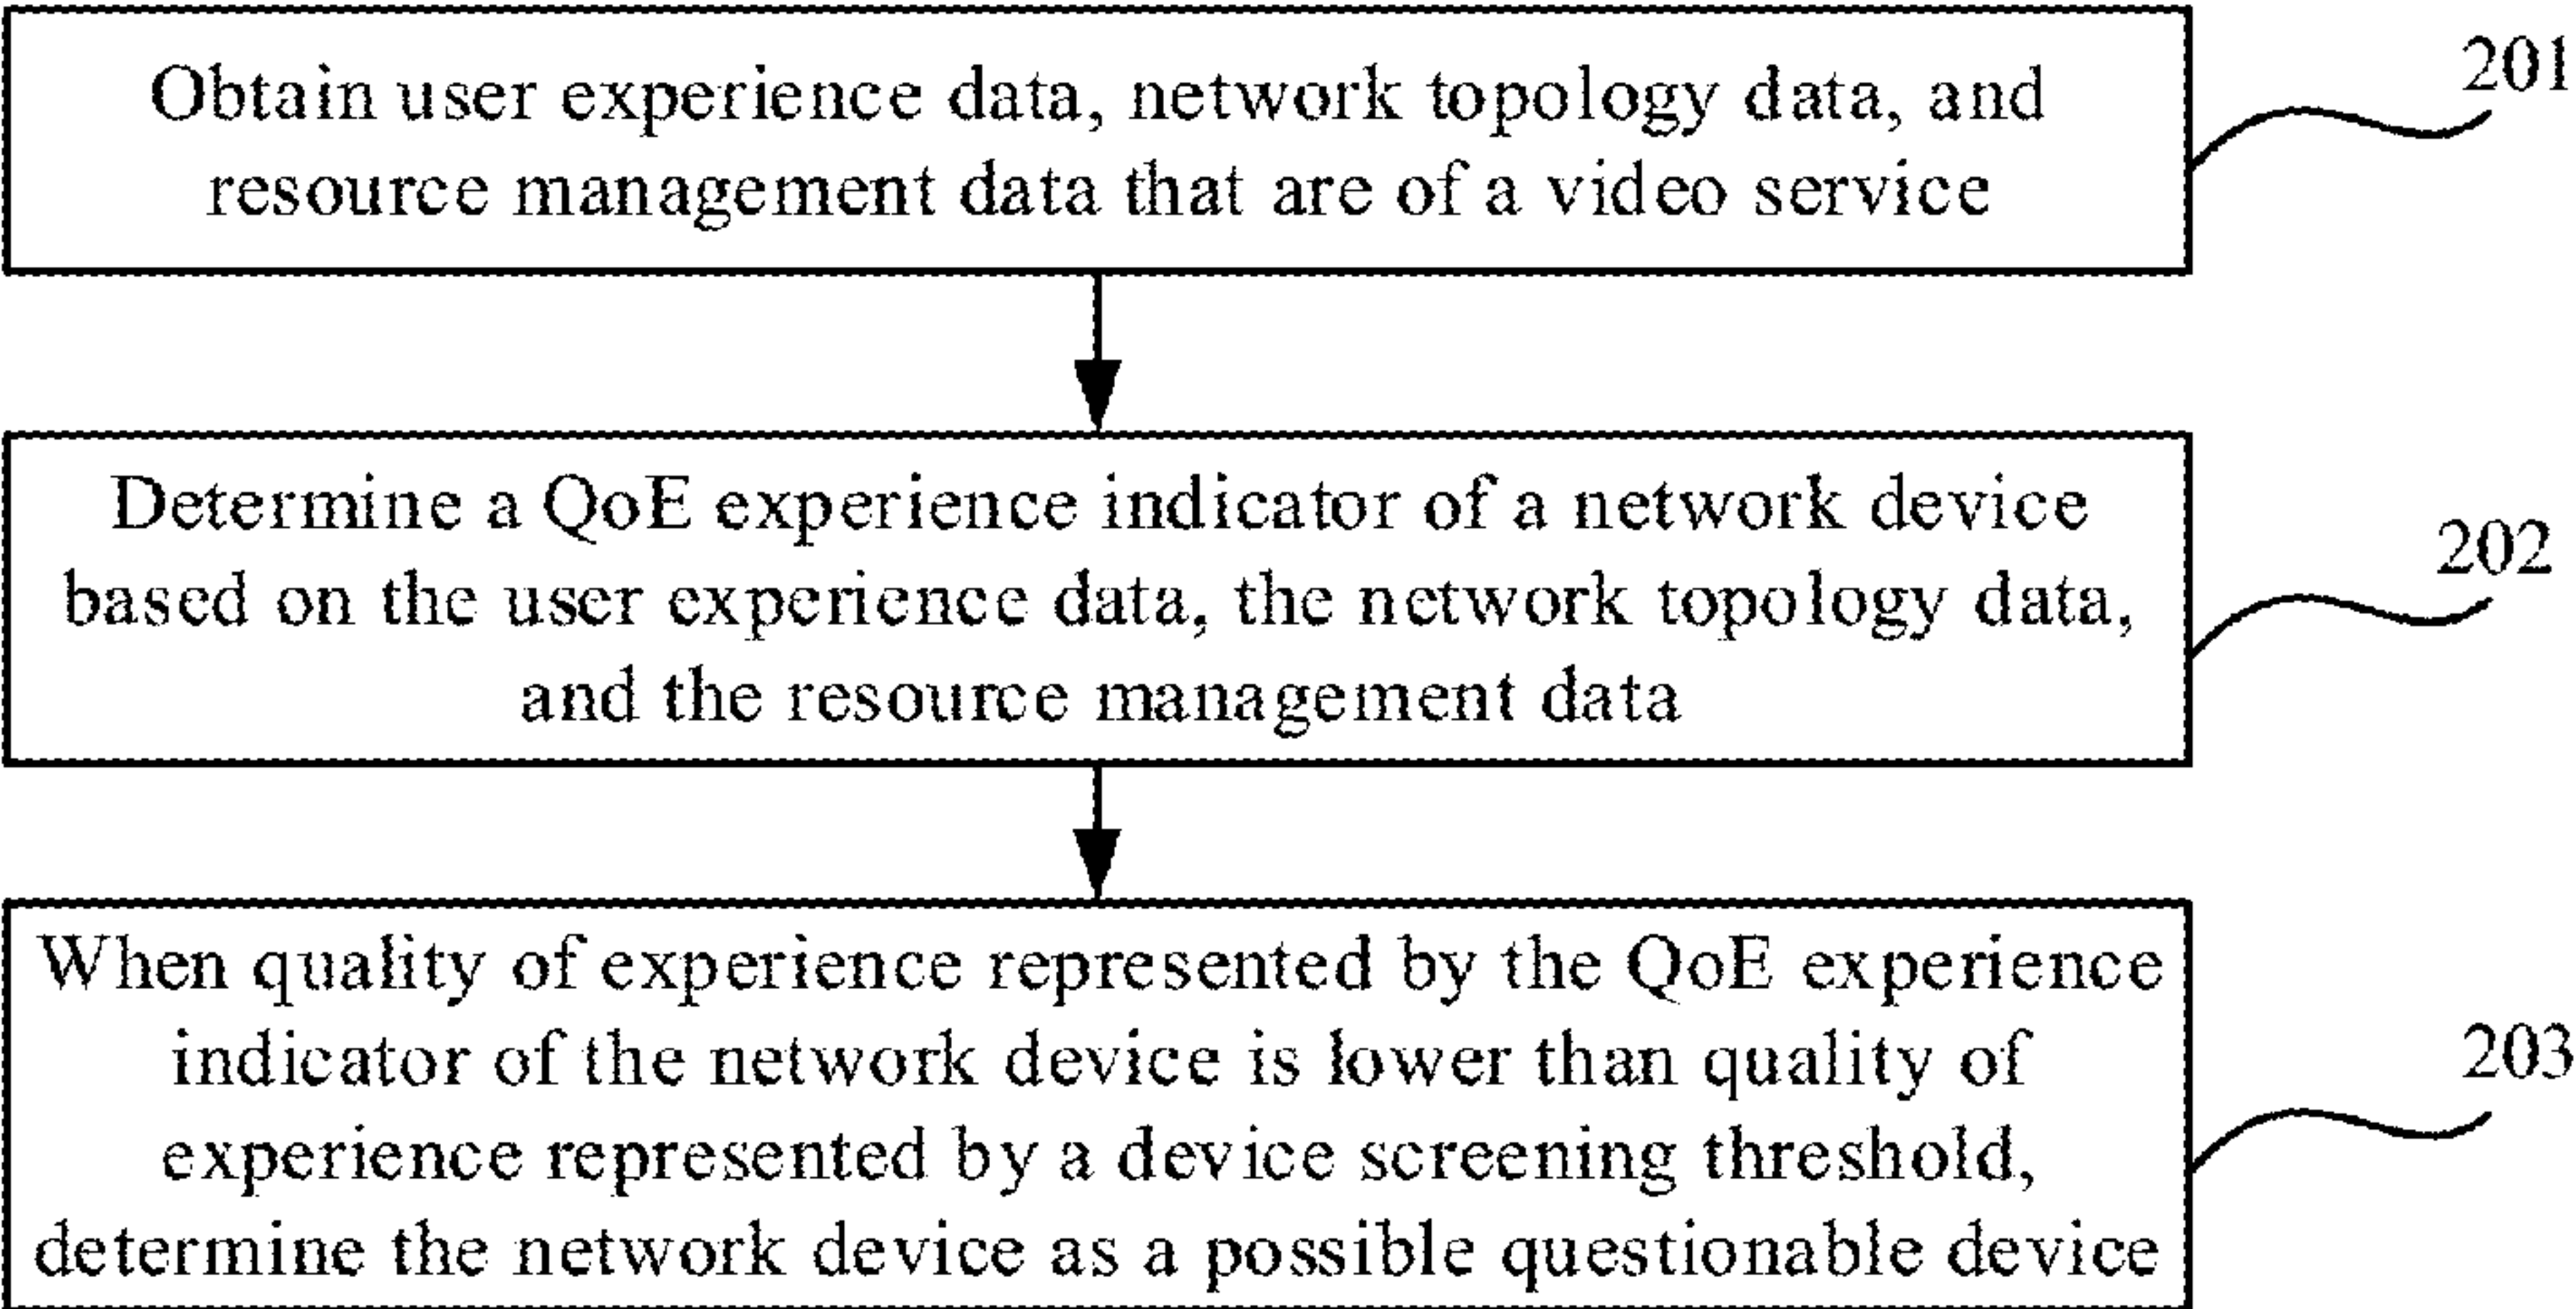 Obtain user experience data, network topology data, and
resource management data that are of a video service
201
Determine a QoE experience indicator of a network device
based on the user experience data, the network topology data,
and the resource management data
202
When quality of experience represented by the QoE experience
indicator of the network device is lower than quality of
experience represented by a device screening threshold,
determine the network device as a possible questionable device
203